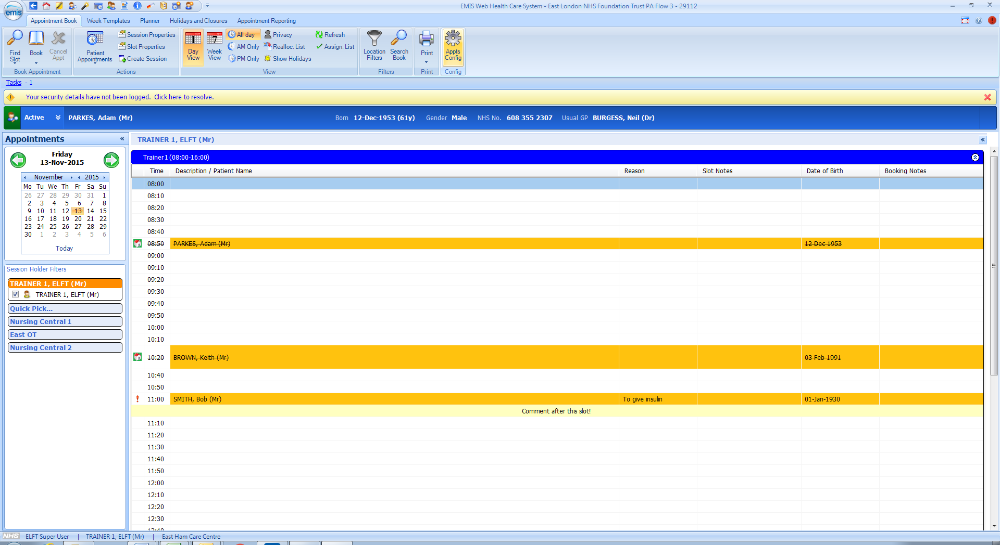 EMIS Web Health Care System - East London NHS Foundation Trust PA Flow 3 - 29112
emis
Appointment Book Week Templates Planner Holidays and Closures Appointment Reporting
Find Slot
Book
Cancel Appt
Book Appointment
Patient Appointments
Session Properties
Slot Properties
Create Session
Actions
1 Day View
7 Week View
All day
AM Only
PM Only
Privacy
Realloc. List
Show Holidays
Refresh
Assign. List
View
Location Filters
Search Book
Filters
Print
Print
Appts Config
Config
Tasks - 1
Your security details have not been logged. Click here to resolve.
Active PARKES, Adam (Mr) Born 12-Dec-1953 (61y) Gender Male NHS No. 608 355 2307 Usual GP BURGESS, Neil (Dr)
Appointments «
Friday
13-Nov-2015
November 2015
Mo Tu We Th Fr Sa Su
26 27 28 29 30 31 1
2 3 4 5 6 7 8
9 10 11 12 13 14 15
16 17 18 19 20 21 22
23 24 25 26 27 28 29
30 1 2 3 4 5 6
Today
Session Holder Filters
TRAINER 1, ELFT (Mr)
TRAINER 1, ELFT (Mr)
Quick Pick...
Nursing Central 1
East OT
Nursing Central 2
TRAINER 1, ELFT (Mr) «
Trainer1 (08:00-16:00)
Time Description / Patient Name Reason Slot Notes Date of Birth Booking Notes
08:00
08:10
08:20
08:30
08:40
08:50 PARKES, Adam (Mr) 12-Dec-1953
09:00
09:10
09:20
09:30
09:40
09:50
10:00
10:10
10:20 BROWN, Keith (Mr) 03-Feb-1991
10:40
10:50
11:00 SMITH, Bob (Mr) To give insulin 01-Jan-1930
Comment after this slot!
11:10
11:20
11:30
11:40
11:50
12:00
12:10
12:20
12:30
12:40
NHS ELFT Super User | TRAINER 1, ELFT (Mr) | East Ham Care Centre